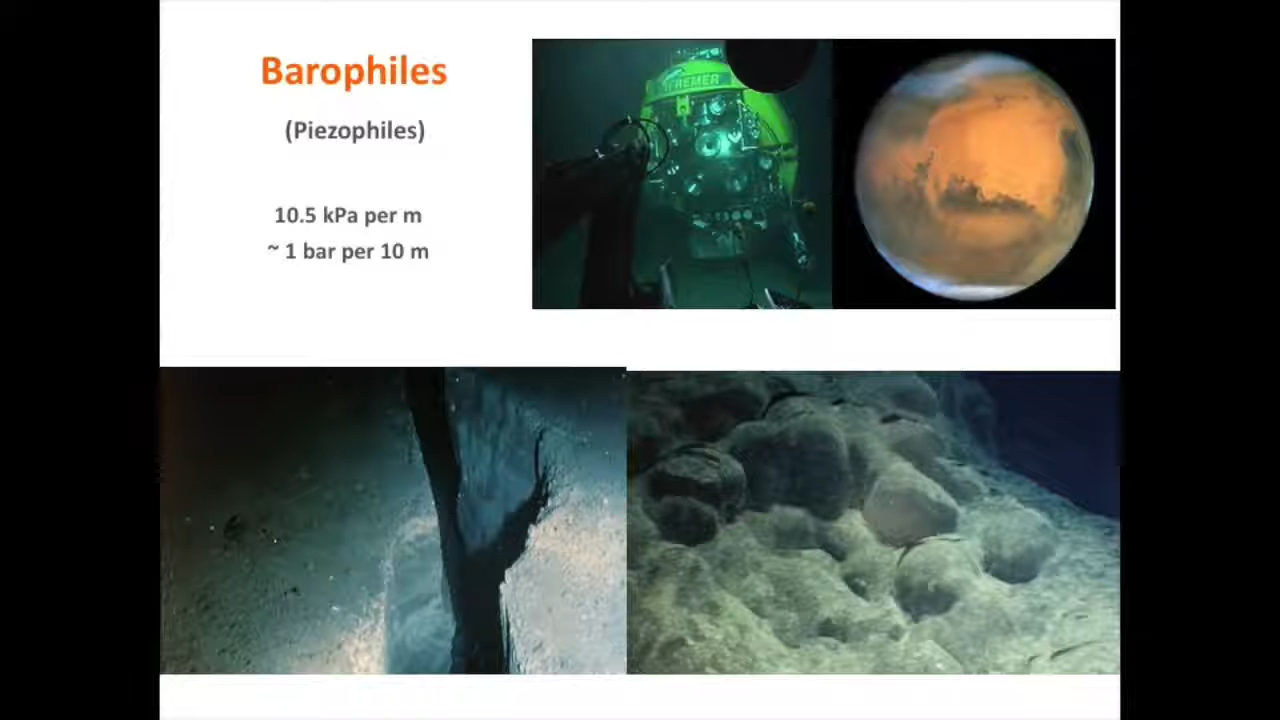 Barophiles
(Piezophiles)
10.5 kPa per m
~ 1 bar per 10 m
IFREMER